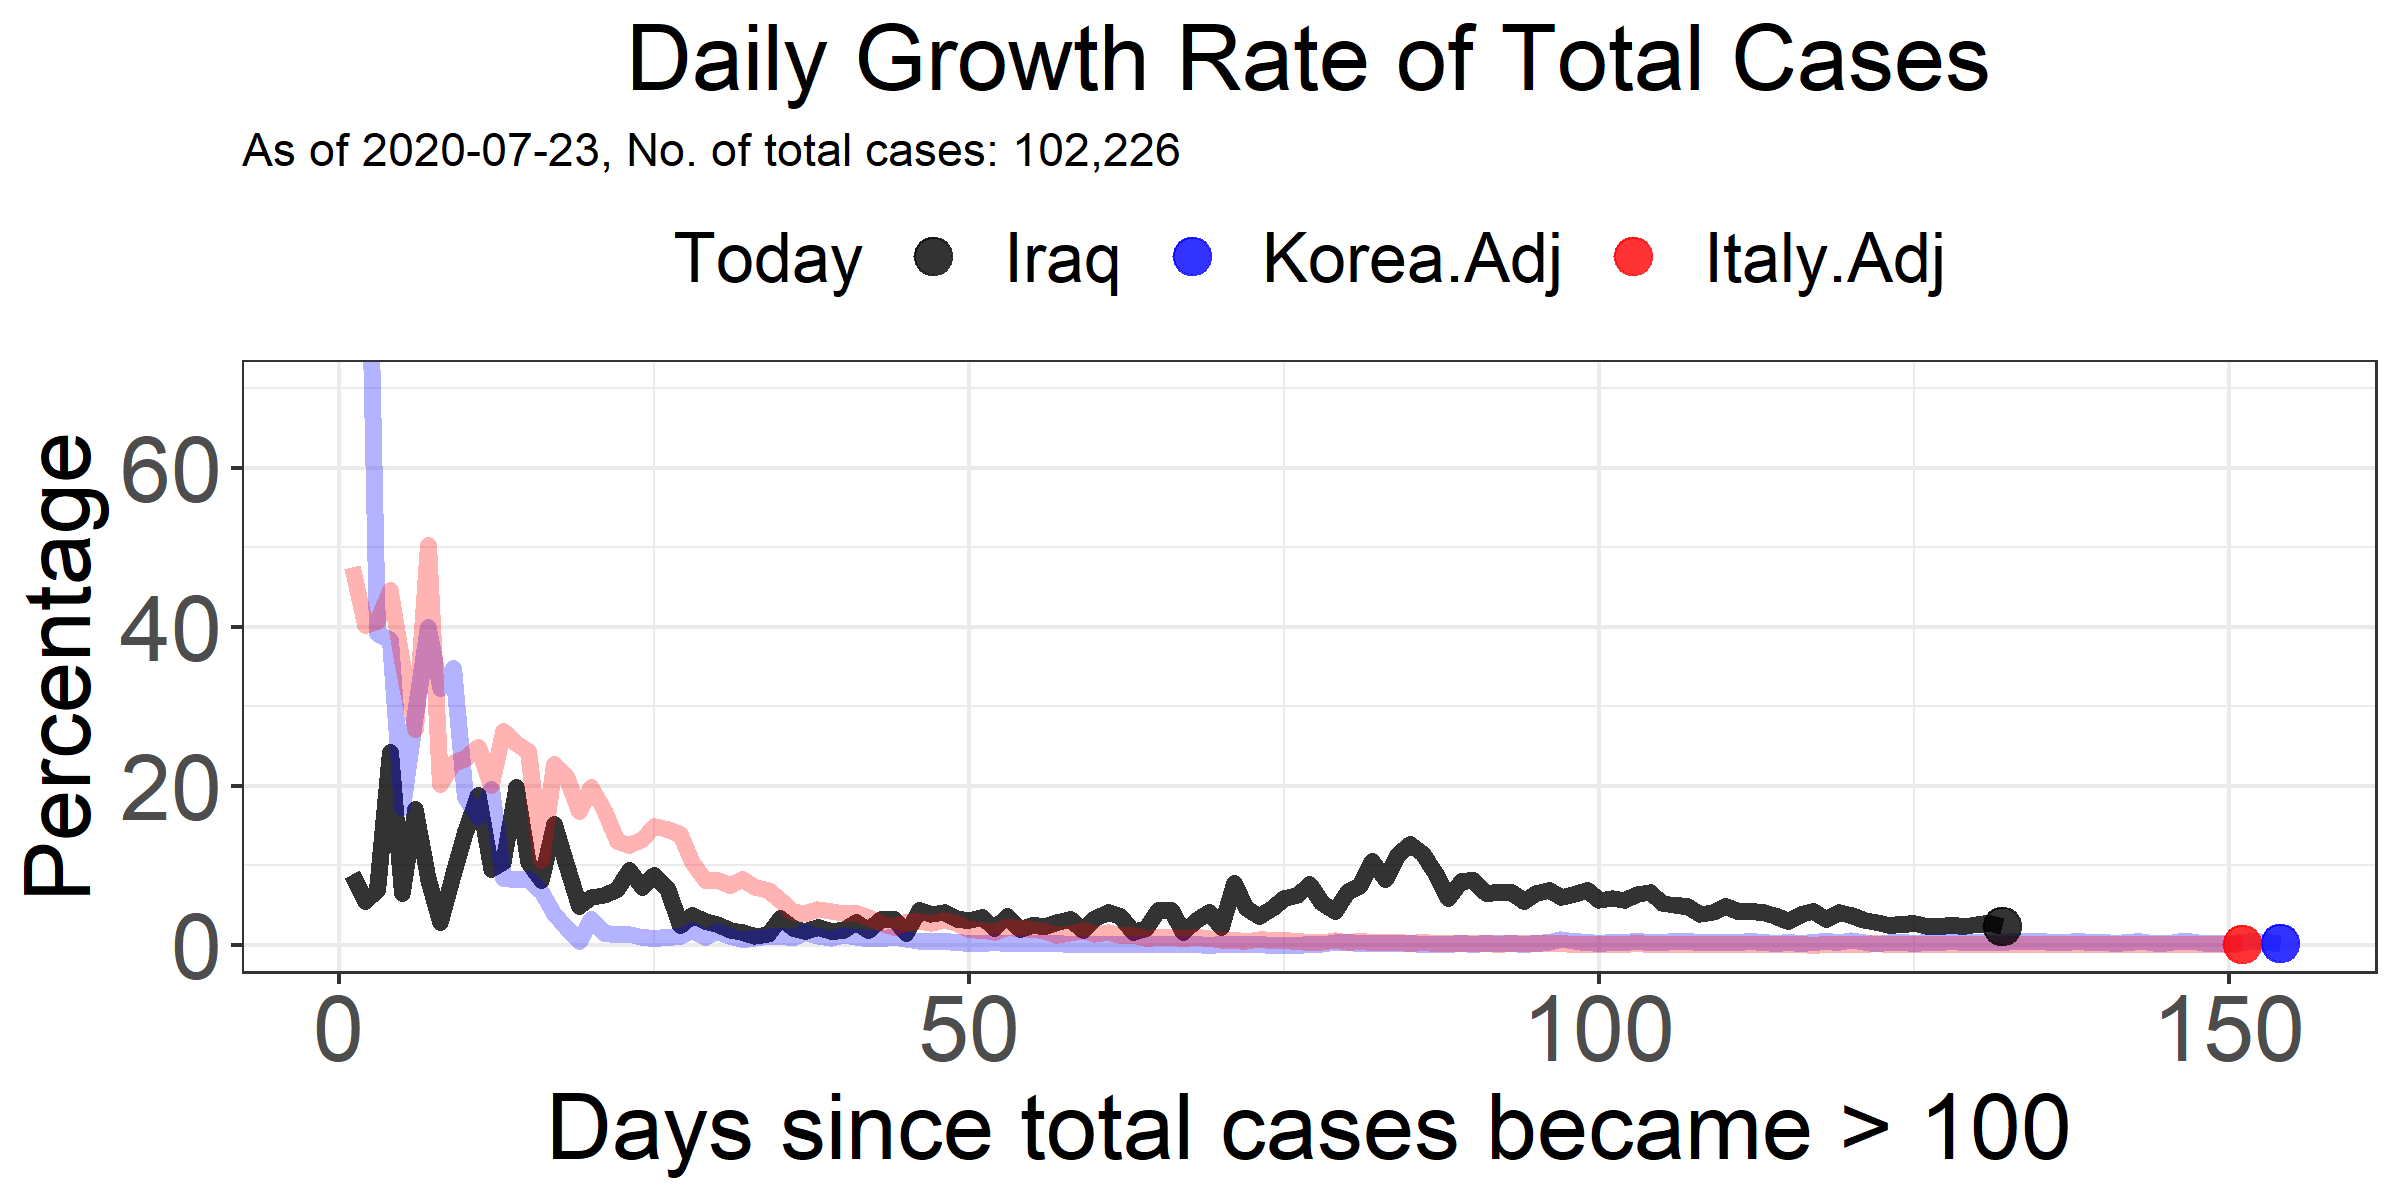 Daily Growth Rate of Total Cases
As of 2020-07-23, No. of total cases: 102,226
Today Iraq Korea.Adj Italy.Adj
Percentage
60
40
20
0
0 50 100 150
Days since total cases became > 100